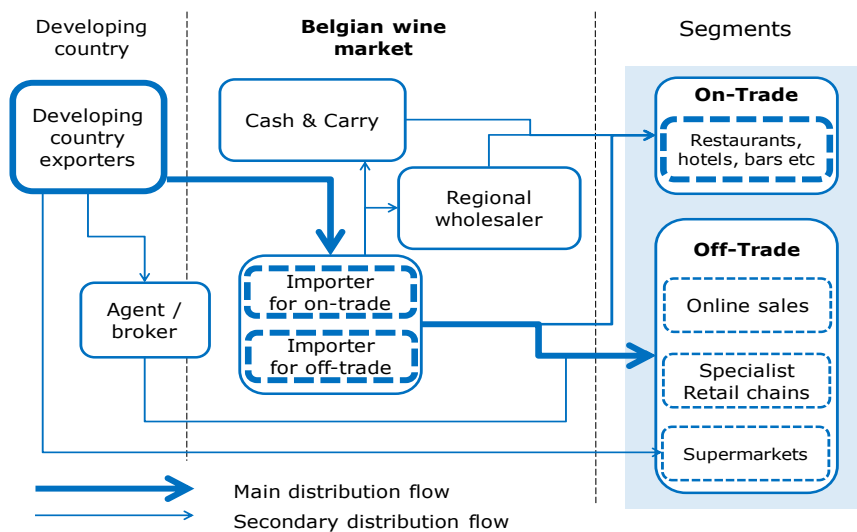 Developing
country
Belgian wine
market
Segments
Developing
country
exporters
Cash & Carry
On-Trade
Restaurants,
hotels, bars etc
Regional
wholesaler
Agent /
broker
Importer
for on-trade
Importer
for off-trade
Off-Trade
Online sales
Specialist
Retail chains
Supermarkets
Main distribution flow
Secondary distribution flow